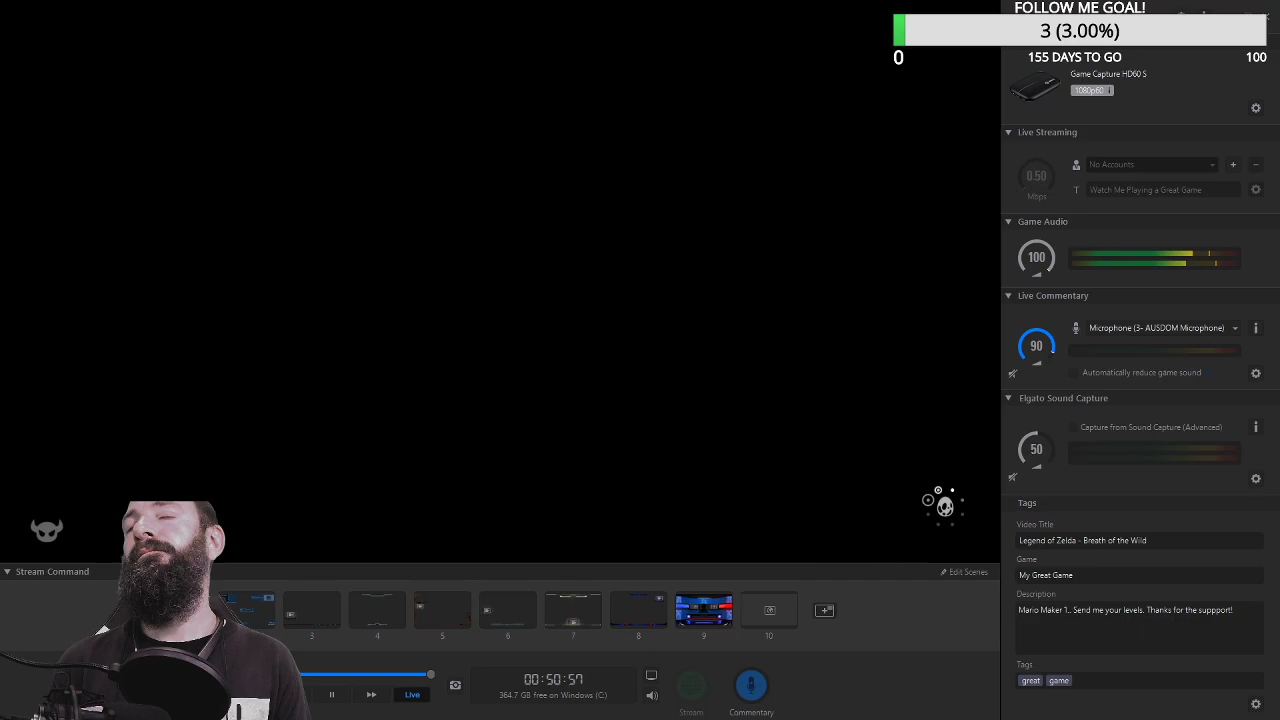 FOLLOW ME GOAL!
3 (3.00%)
0
155 DAYS TO GO
100
Game Capture HD60 S
1080p60
Live Streaming
0.50
Mbps
No Accounts
T
Watch Me Playing a Great Game
Game Audio
100
Live Commentary
90
Microphone (3- AUSDOM Microphone)
Automatically reduce game sound
Elgato Sound Capture
50
Capture from Sound Capture (Advanced)
Tags
Video Title
Legend of Zelda - Breath of the Wild
Game
My Great Game
Description
Mario Maker 1.. Send me your levels. Thanks for the suppport!
Tags
great
game
Stream Command
Edit Scenes
3
4
5
6
7
8
9
10
Live
00:50:57
364.7 GB free on Windows (C:)
Stream
Commentary